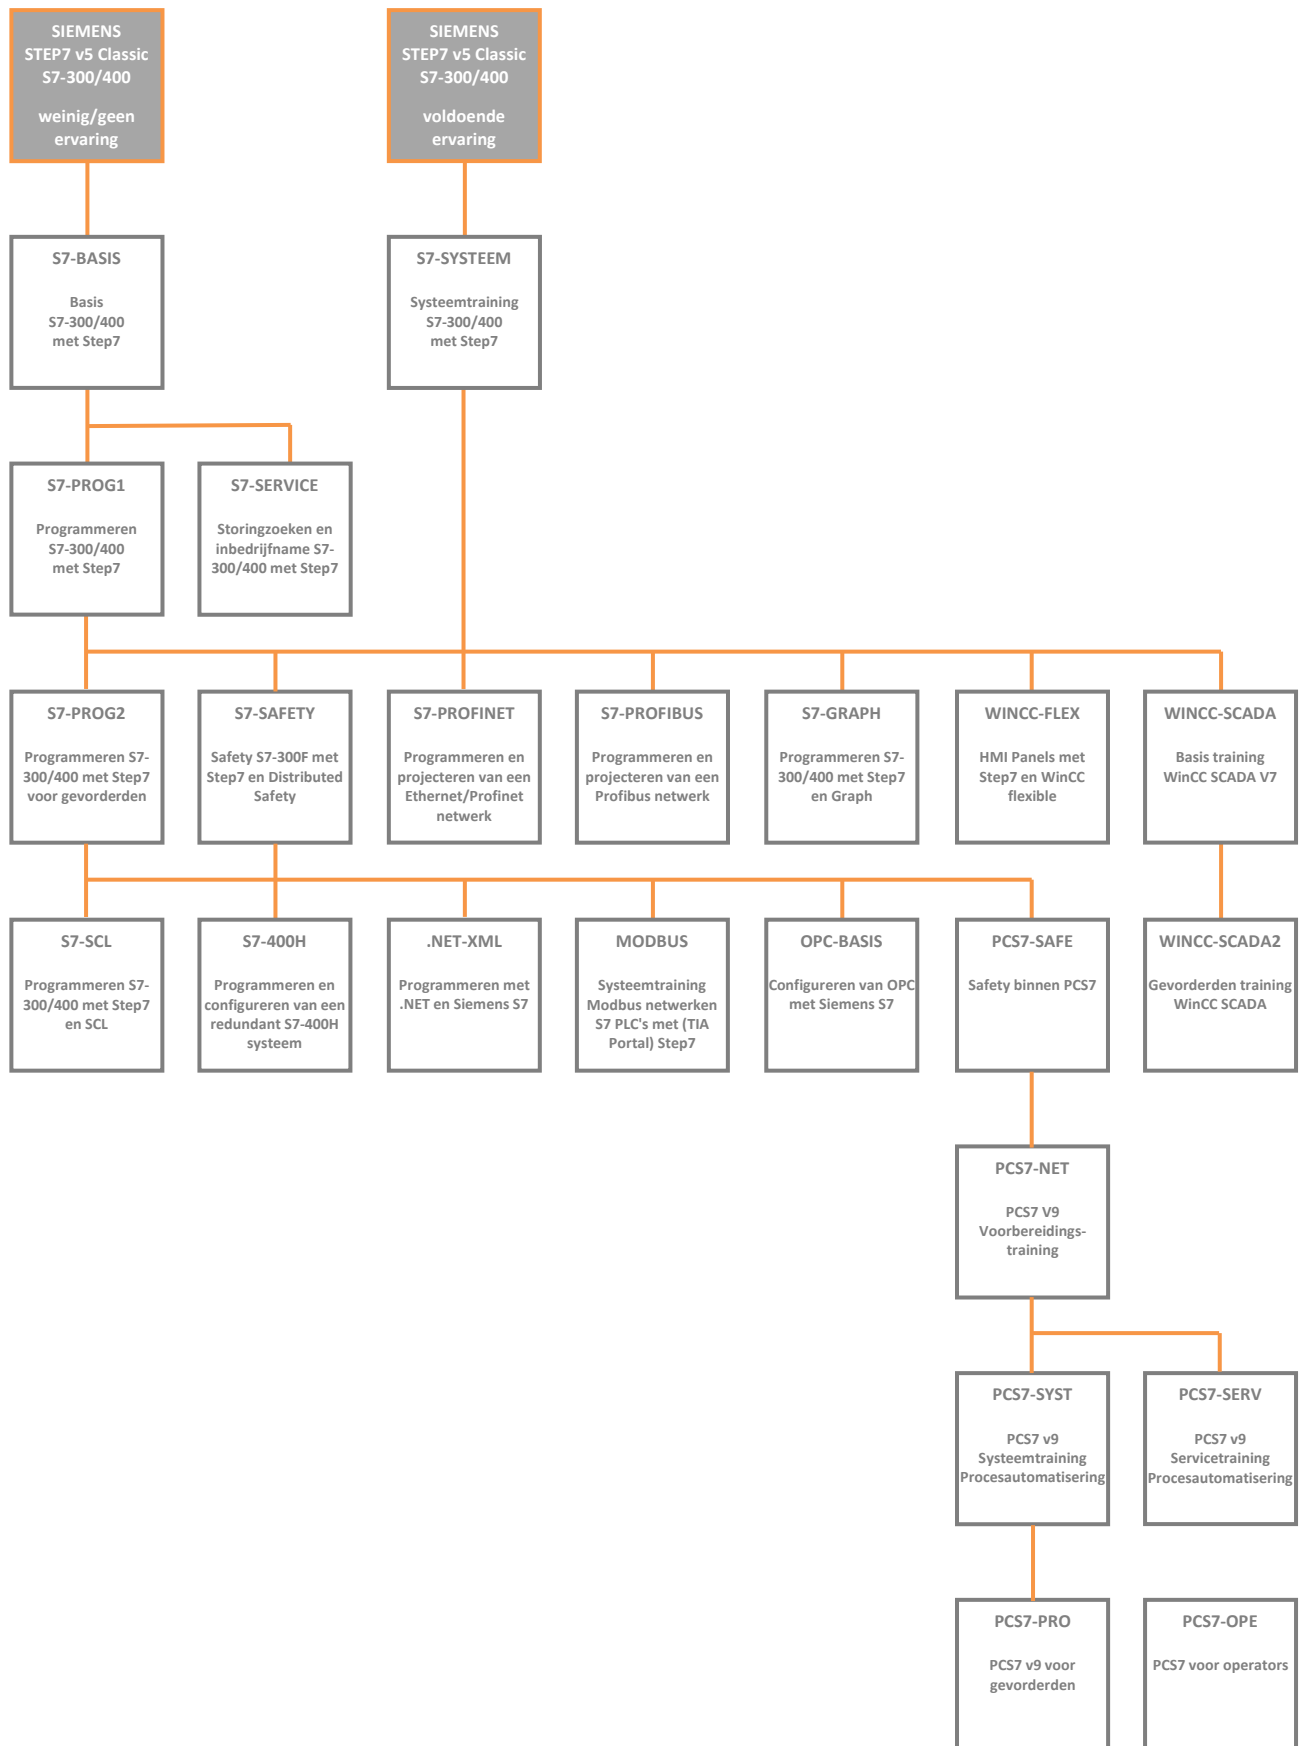 SIEMENS
STEP7 v5 Classic
S7-300/400
weinig/geen
ervaring
SIEMENS
STEP7 v5 Classic
S7-300/400
voldoende
ervaring
S7-BASIS
Basis
S7-300/400
met Step7
S7-SYSTEEM
Systeemtraining
S7-300/400
met Step7
S7-PROG1
Programmeren
S7-300/400
met Step7
S7-SERVICE
Storingzoeken en
inbedrijfname S7-
300/400 met Step7
S7-PROG2
Programmeren S7-
300/400 met Step7
voor gevorderden
S7-SAFETY
Safety S7-300F met
Step7 en Distributed
Safety
S7-PROFINET
Programmeren en
projecteren van een
Ethernet/Profinet
netwerk
S7-PROFIBUS
Programmeren en
projecteren van een
Profibus netwerk
S7-GRAPH
Programmeren S7-
300/400 met Step7
en Graph
WINCC-FLEX
HMI Panels met
Step7 en WinCC
flexible
WINCC-SCADA
Basis training
WinCC SCADA V7
S7-SCL
Programmeren S7-
300/400 met Step7
en SCL
S7-400H
Programmeren en
configureren van een
redundant S7-400H
systeem
.NET-XML
Programmeren met
.NET en Siemens S7
MODBUS
Systeemtraining
Modbus netwerken
S7 PLC's met (TIA
Portal) Step7
OPC-BASIS
Configureren van OPC
met Siemens S7
PCS7-SAFE
Safety binnen PCS7
WINCC-SCADA2
Gevorderden training
WinCC SCADA
PCS7-NET
PCS7 V9
Voorbereidings-
training
PCS7-SYST
PCS7 v9
Systeemtraining
Procesautomatisering
PCS7-SERV
PCS7 v9
Servicetraining
Procesautomatisering
PCS7-PRO
PCS7 v9 voor
gevorderden
PCS7-OPE
PCS7 voor operators